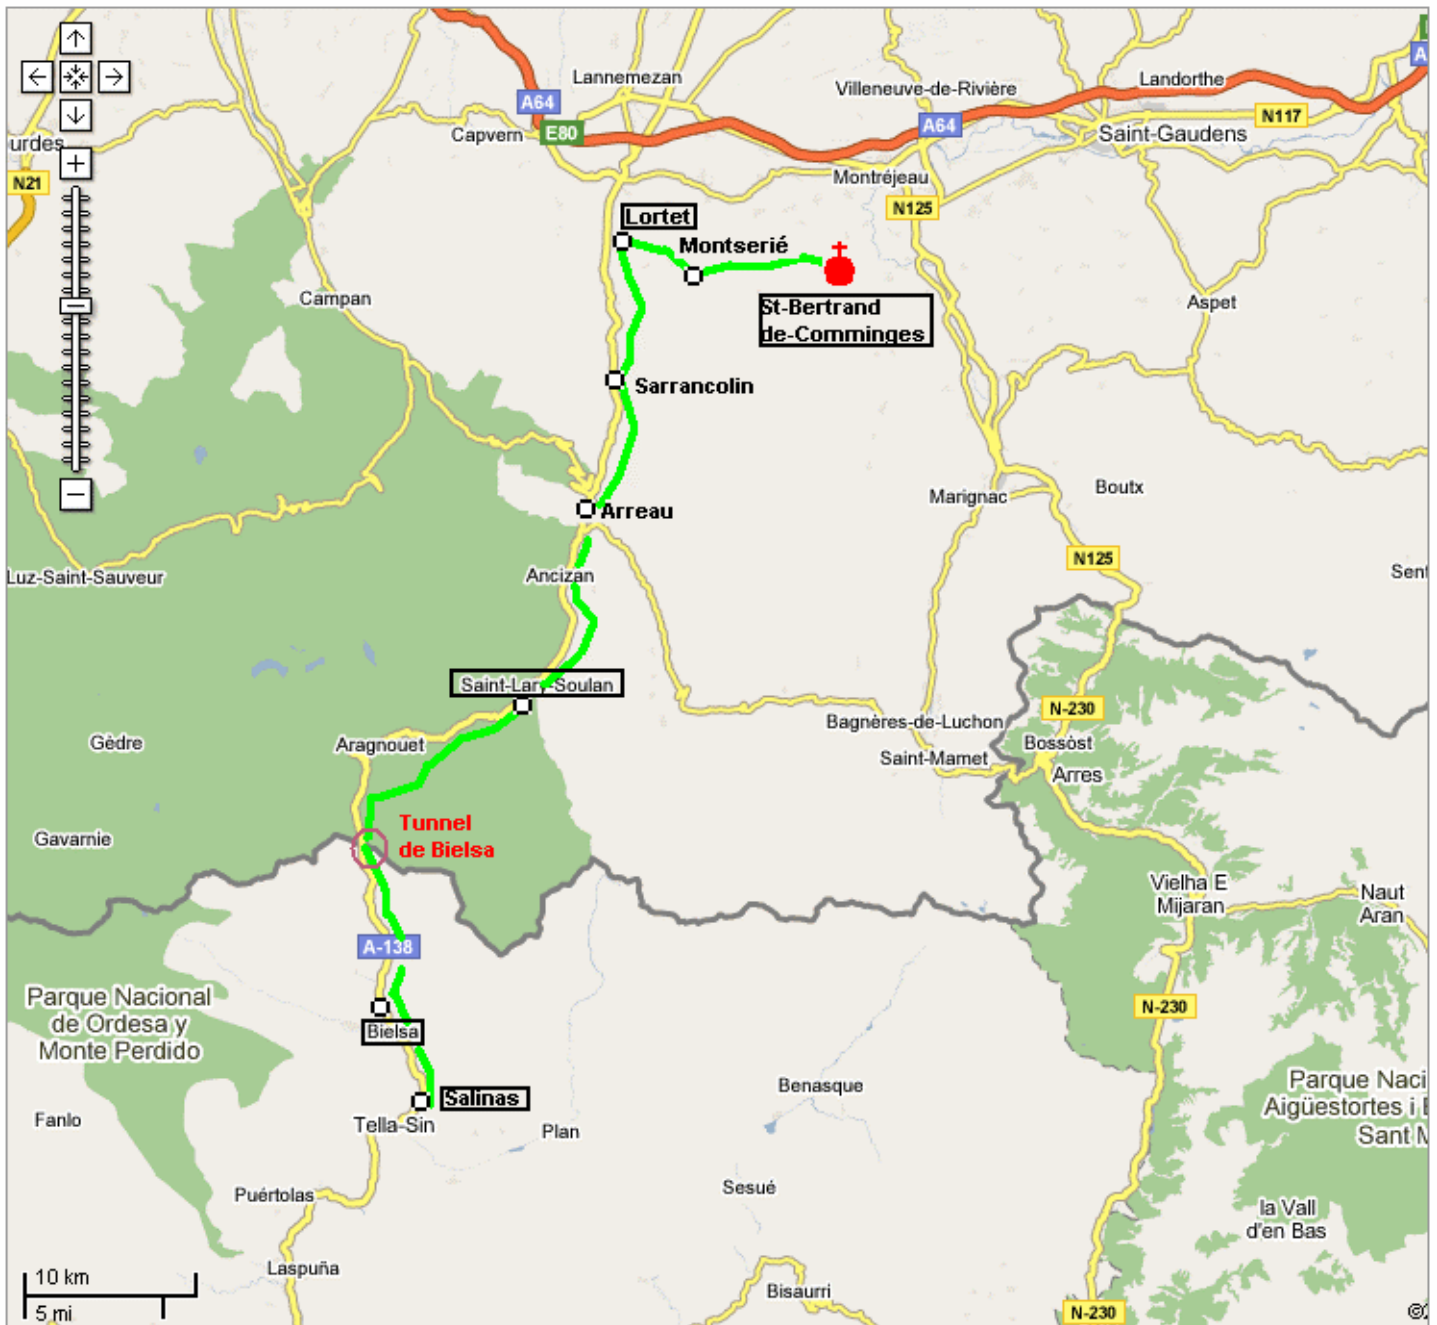 Lannemezan
Villeneuve-de-Rivière
Landorthe
A64
A64
N117
Capvern
E80
Saint-Gaudens
urdes
N21
Montréjeau
N125
Lortet
Montserié
Campan
St-Bertrand
de-Comminges
Aspet
Sarrancolin
Marignac
Boutx
Arreau
N125
Luz-Saint-Sauveur
Ancizan
Sent
Saint-Lary-Soulan
N-230
Bagnères-de-Luchon
Gèdre
Aragnouet
Saint-Mamet
Bossòst
Arres
Gavarnie
Tunnel
de Bielsa
Vielha E
Mijaran
Naut
Aran
A-138
Parque Nacional
de Ordesa y
Monte Perdido
N-230
Bielsa
Benasque
Parque Naci
Aigüestortes i E
Sant M
Salinas
Fanlo
Tella-Sin
Plan
Puértolas
Sesué
la Vall
d'en Bas
Laspuña
10 km
5 mi
Bisaurri
N-230